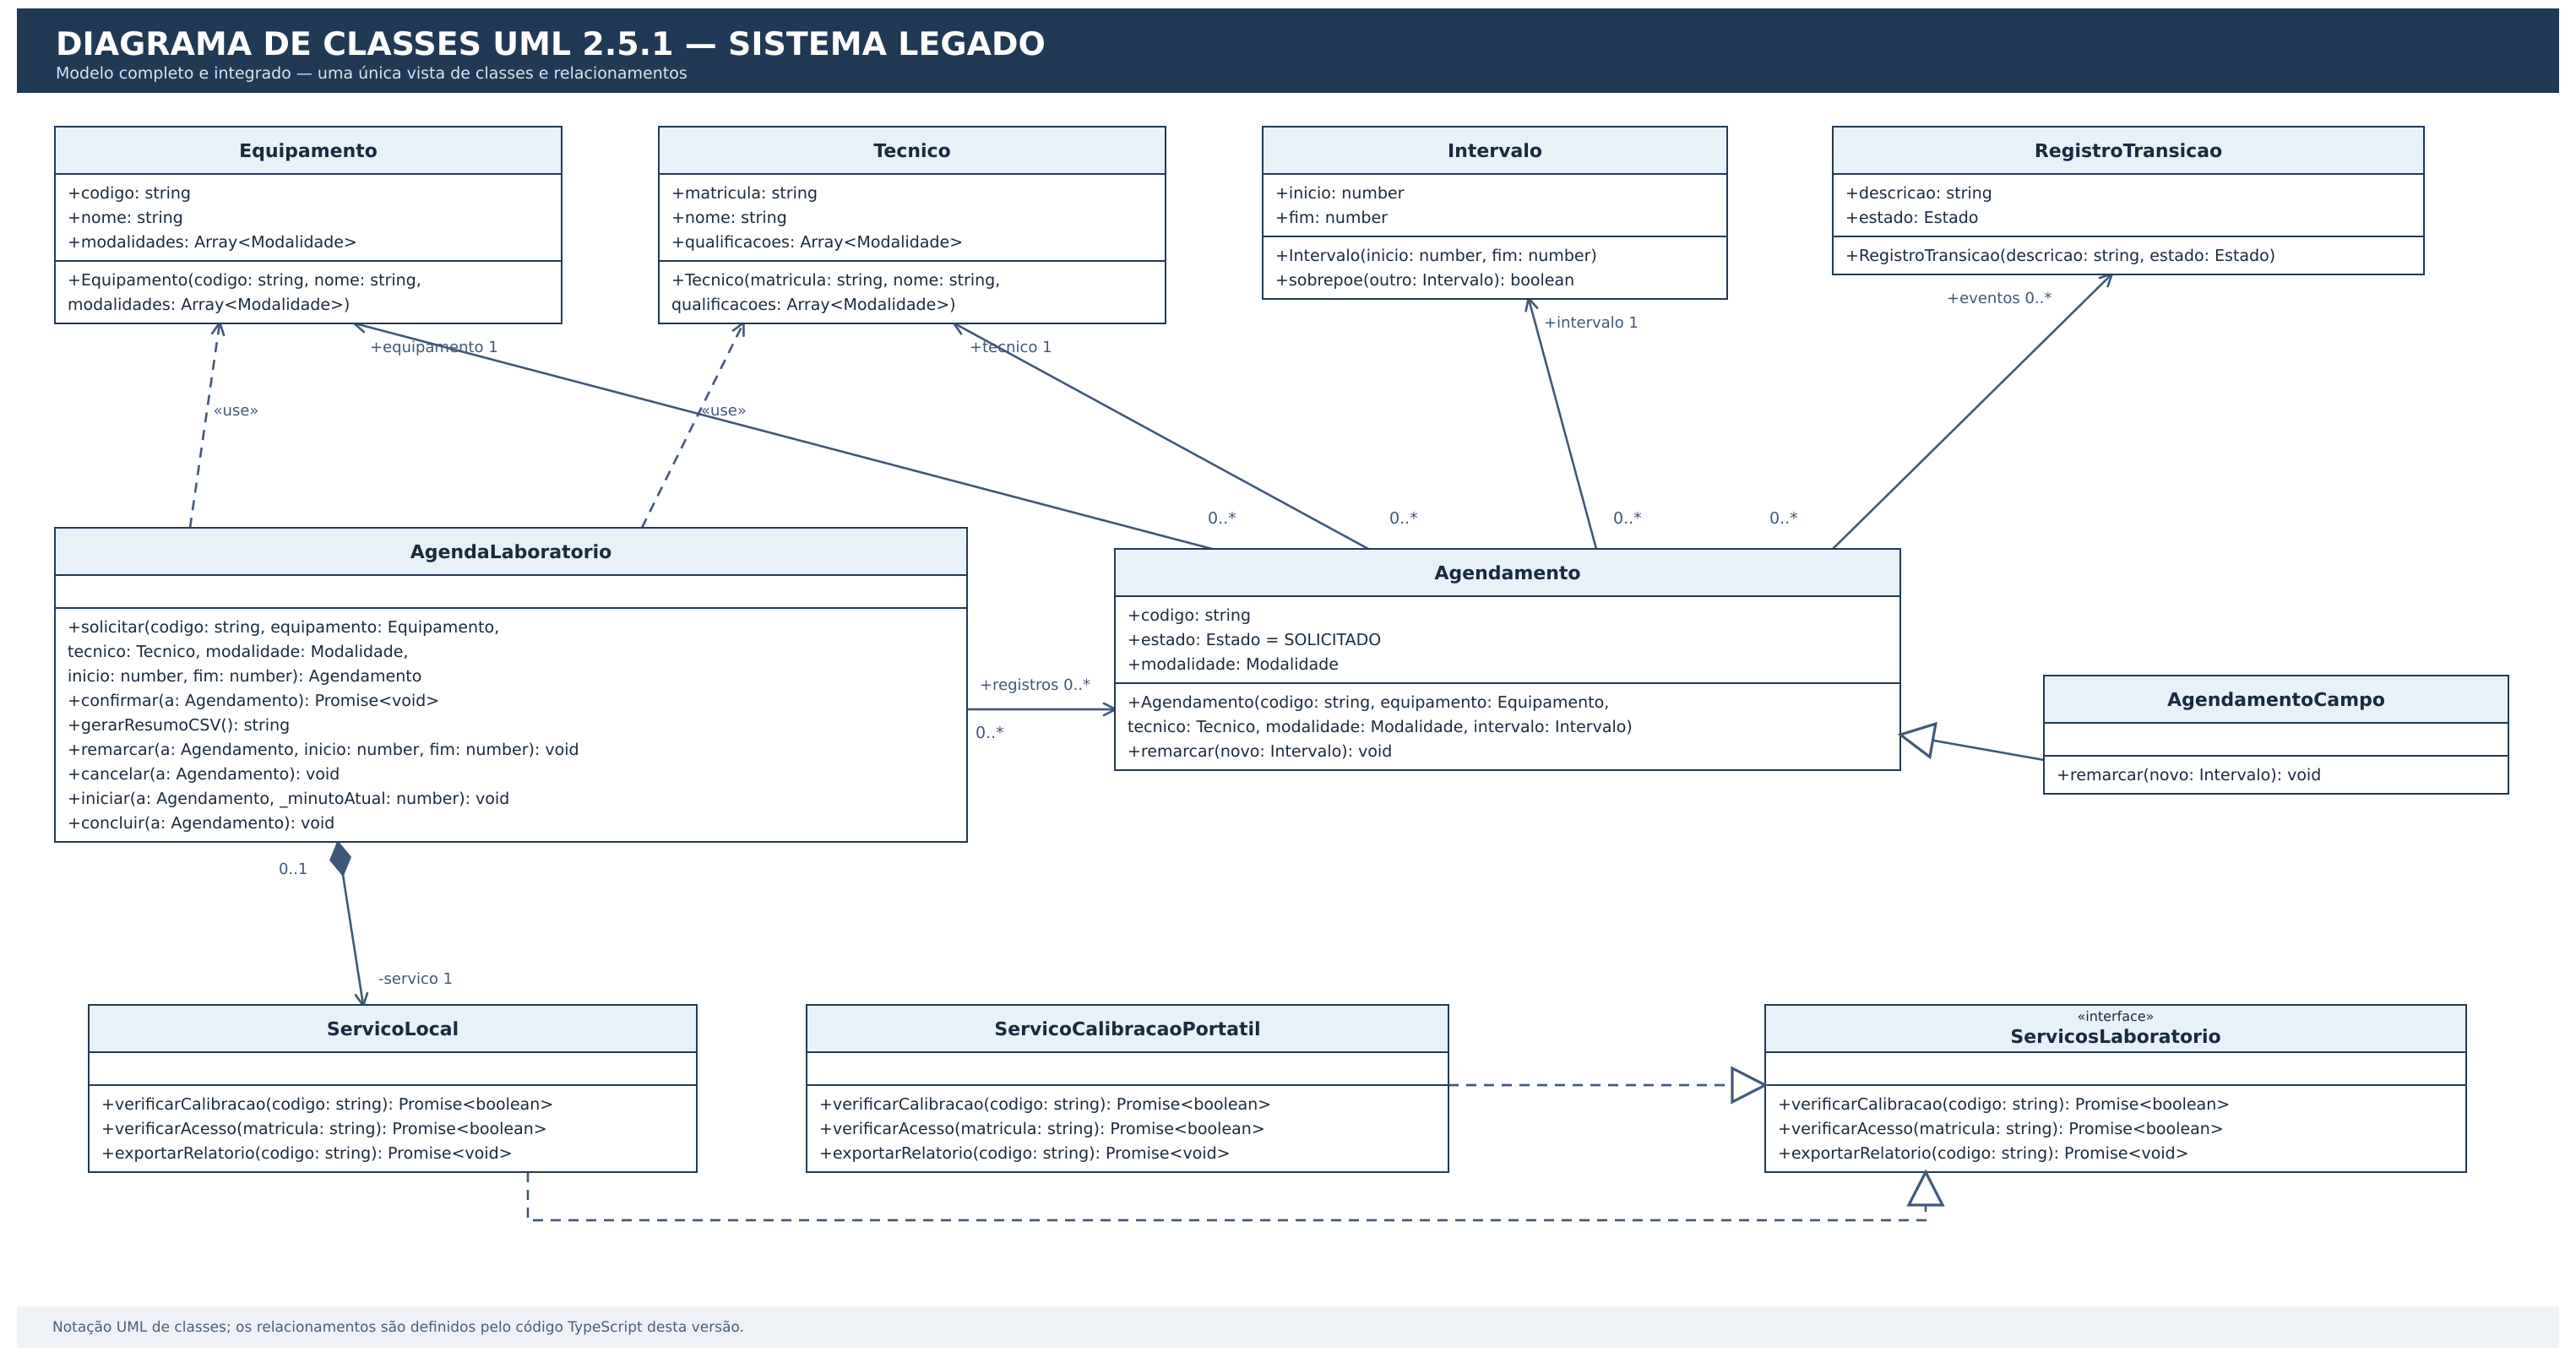 DIAGRAMA DE CLASSES UML 2.5.1 — SISTEMA LEGADO
Modelo completo e integrado — uma única vista de classes e relacionamentos
Equipamento
+codigo: string
+nome: string
+modalidades: Array<Modalidade>
+Equipamento(codigo: string, nome: string,
modalidades: Array<Modalidade>)
Tecnico
+matricula: string
+nome: string
+qualificacoes: Array<Modalidade>
+Tecnico(matricula: string, nome: string,
qualificacoes: Array<Modalidade>)
Intervalo
+inicio: number
+fim: number
+Intervalo(inicio: number, fim: number)
+sobrepoe(outro: Intervalo): boolean
RegistroTransicao
+descricao: string
+estado: Estado
+RegistroTransicao(descricao: string, estado: Estado)
+equipamento 1
+tecnico 1
+intervalo 1
+eventos 0..*
«use»
«use»
0..*
0..*
0..*
0..*
AgendaLaboratorio
+solicitar(codigo: string, equipamento: Equipamento,
tecnico: Tecnico, modalidade: Modalidade,
inicio: number, fim: number): Agendamento
+confirmar(a: Agendamento): Promise<void>
+gerarResumoCSV(): string
+remarcar(a: Agendamento, inicio: number, fim: number): void
+cancelar(a: Agendamento): void
+iniciar(a: Agendamento, _minutoAtual: number): void
+concluir(a: Agendamento): void
+registros 0..*
0..*
Agendamento
+codigo: string
+estado: Estado = SOLICITADO
+modalidade: Modalidade
+Agendamento(codigo: string, equipamento: Equipamento,
tecnico: Tecnico, modalidade: Modalidade, intervalo: Intervalo)
+remarcar(novo: Intervalo): void
AgendamentoCampo
+remarcar(novo: Intervalo): void
0..1
-servico 1
ServicoLocal
+verificarCalibracao(codigo: string): Promise<boolean>
+verificarAcesso(matricula: string): Promise<boolean>
+exportarRelatorio(codigo: string): Promise<void>
ServicoCalibracaoPortatil
+verificarCalibracao(codigo: string): Promise<boolean>
+verificarAcesso(matricula: string): Promise<boolean>
+exportarRelatorio(codigo: string): Promise<void>
«interface»
ServicosLaboratorio
+verificarCalibracao(codigo: string): Promise<boolean>
+verificarAcesso(matricula: string): Promise<boolean>
+exportarRelatorio(codigo: string): Promise<void>
Notação UML de classes; os relacionamentos são definidos pelo código TypeScript desta versão.